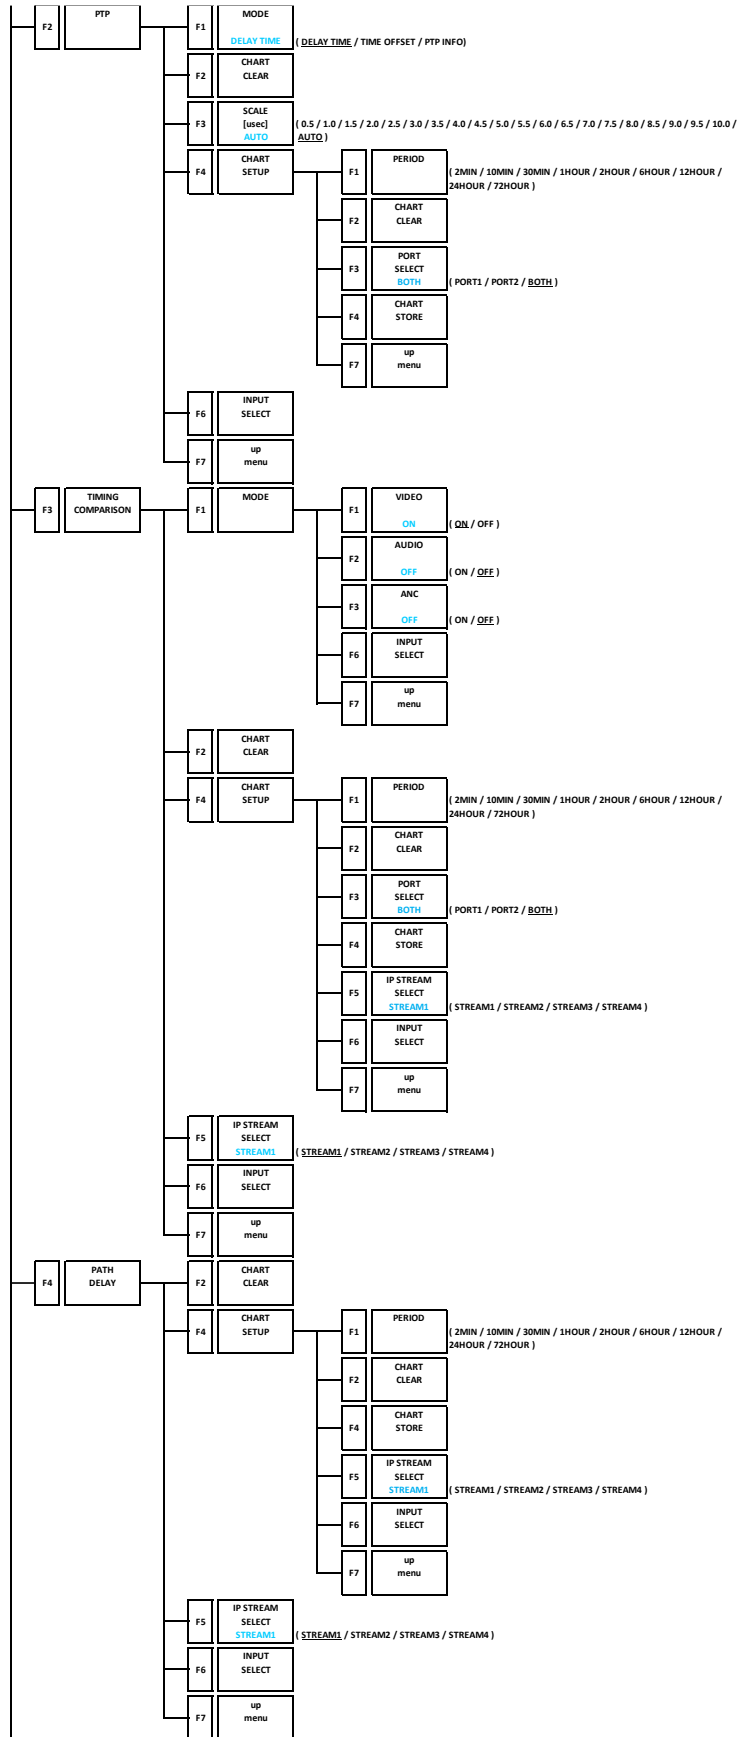 F2
PTP
F1
MODE
DELAY TIME
( DELAY TIME / TIME OFFSET / PTP INFO)
F2
CHART
CLEAR
F3
SCALE
[usec]
AUTO
( 0.5 / 1.0 / 1.5 / 2.0 / 2.5 / 3.0 / 3.5 / 4.0 / 4.5 / 5.0 / 5.5 / 6.0 / 6.5 / 7.0 / 7.5 / 8.0 / 8.5 / 9.0 / 9.5 / 10.0 /
AUTO )
F4
CHART
SETUP
F1
PERIOD
( 2MIN / 10MIN / 30MIN / 1HOUR / 2HOUR / 6HOUR / 12HOUR /
24HOUR / 72HOUR )
F2
CHART
CLEAR
F3
PORT
SELECT
BOTH
( PORT1 / PORT2 / BOTH )
F4
CHART
STORE
F7
up
menu
F6
INPUT
SELECT
F7
up
menu
F3
TIMING
COMPARISON
F1
MODE
F1
VIDEO
ON
( ON / OFF )
F2
AUDIO
OFF
( ON / OFF )
F3
ANC
OFF
( ON / OFF )
F6
INPUT
SELECT
F7
up
menu
F2
CHART
CLEAR
F4
CHART
SETUP
F1
PERIOD
( 2MIN / 10MIN / 30MIN / 1HOUR / 2HOUR / 6HOUR / 12HOUR /
24HOUR / 72HOUR )
F2
CHART
CLEAR
F3
PORT
SELECT
BOTH
( PORT1 / PORT2 / BOTH )
F4
CHART
STORE
F5
IP STREAM
SELECT
STREAM1
( STREAM1 / STREAM2 / STREAM3 / STREAM4 )
F6
INPUT
SELECT
F7
up
menu
F5
IP STREAM
SELECT
STREAM1
( STREAM1 / STREAM2 / STREAM3 / STREAM4 )
F6
INPUT
SELECT
F7
up
menu
F4
PATH
DELAY
F2
CHART
CLEAR
F4
CHART
SETUP
F1
PERIOD
( 2MIN / 10MIN / 30MIN / 1HOUR / 2HOUR / 6HOUR / 12HOUR /
24HOUR / 72HOUR )
F2
CHART
CLEAR
F4
CHART
STORE
F5
IP STREAM
SELECT
STREAM1
( STREAM1 / STREAM2 / STREAM3 / STREAM4 )
F6
INPUT
SELECT
F7
up
menu
F5
IP STREAM
SELECT
STREAM1
( STREAM1 / STREAM2 / STREAM3 / STREAM4 )
F6
INPUT
SELECT
F7
up
menu